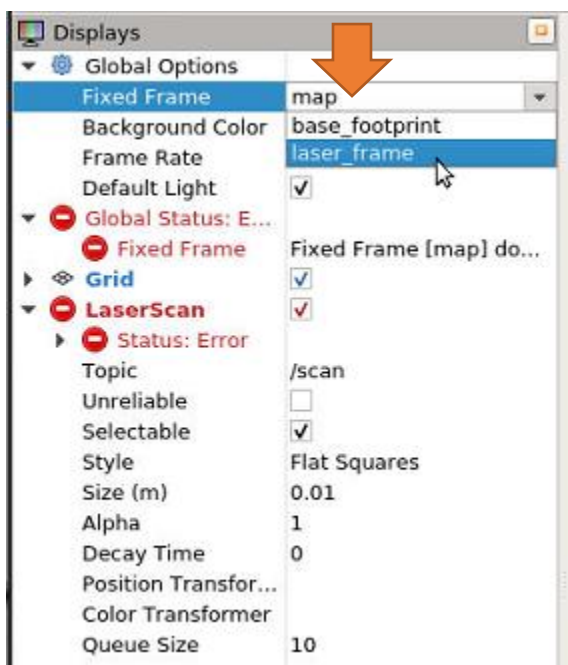 Displays
Global Options
Fixed Frame map
Background Color base_footprint
Frame Rate laser_frame
Default Light
Global Status: E...
Fixed Frame Fixed Frame [map] do...
Grid
LaserScan
Status: Error
Topic /scan
Unreliable
Selectable
Style Flat Squares
Size (m) 0.01
Alpha 1
Decay Time 0
Position Transfor...
Color Transformer
Queue Size 10